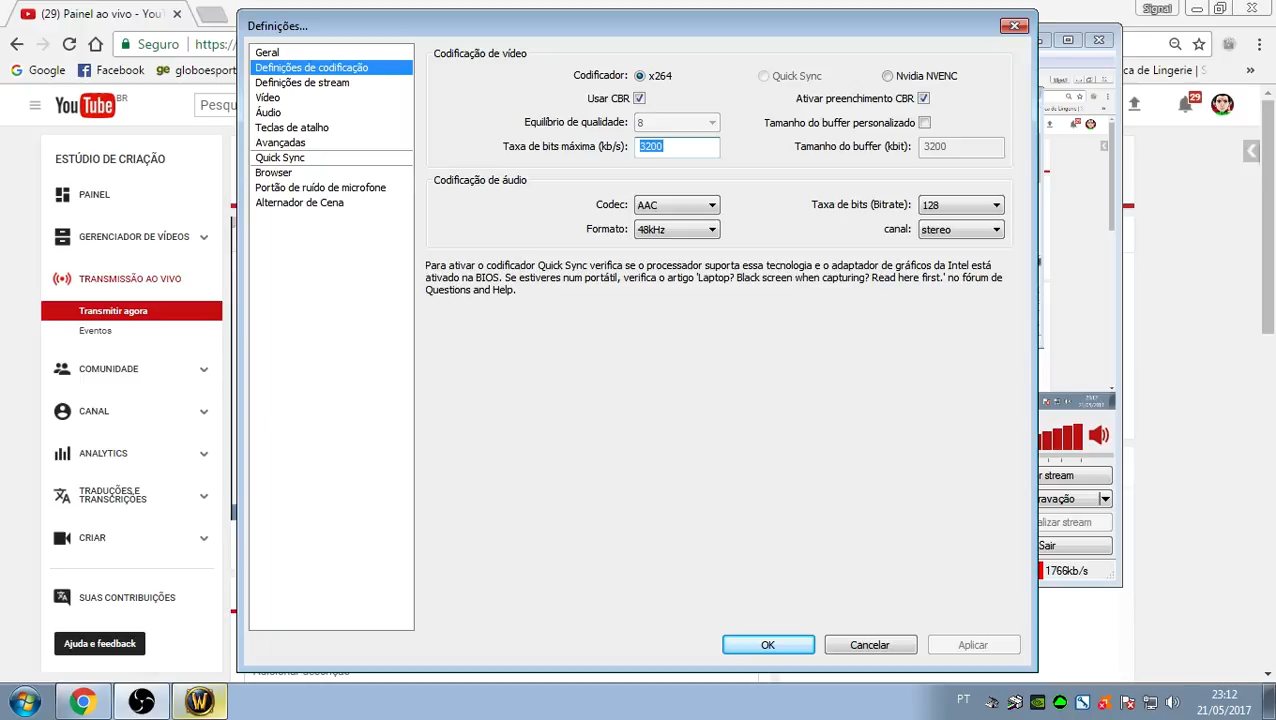 (29) Painel ao vivo - You
Signal
Seguro
https:/
Google
Facebook
globoesport
ca de Lingerie
YouTube
BR
Pesqu
29
ESTÚDIO DE CRIAÇÃO
PAINEL
GERENCIADOR DE VÍDEOS
TRANSMISSÃO AO VIVO
Transmitir agora
Eventos
COMUNIDADE
CANAL
ANALYTICS
TRADUÇÕES E
TRANSCRIÇÕES
CRIAR
SUAS CONTRIBUIÇÕES
Ajuda e feedback
Definições...
Geral
Definições de codificação
Definições de stream
Vídeo
Áudio
Teclas de atalho
Avançadas
Quick Sync
Browser
Portão de ruído de microfone
Alternador de Cena
Codificação de vídeo
Codificador: x264 Quick Sync Nvidia NVENC
Usar CBR Ativar preenchimento CBR
Equilíbrio de qualidade: 8 Tamanho do buffer personalizado
Taxa de bits máxima (kb/s): 3200 Tamanho do buffer (kbit): 3200
Codificação de áudio
Codec: AAC Taxa de bits (Bitrate): 128
Formato: 48kHz canal: stereo
Para ativar o codificador Quick Sync verifica se o processador suporta essa tecnologia e o adaptador de gráficos da Intel está
ativado na BIOS. Se estiveres num portátil, verifica o artigo 'Laptop? Black screen when capturing? Read here first.' no fórum de
Questions and Help.
OK
Cancelar
Aplicar
r stream
ravação
alizar stream
Sair
1766kb/s
PT
23:12
21/05/2017